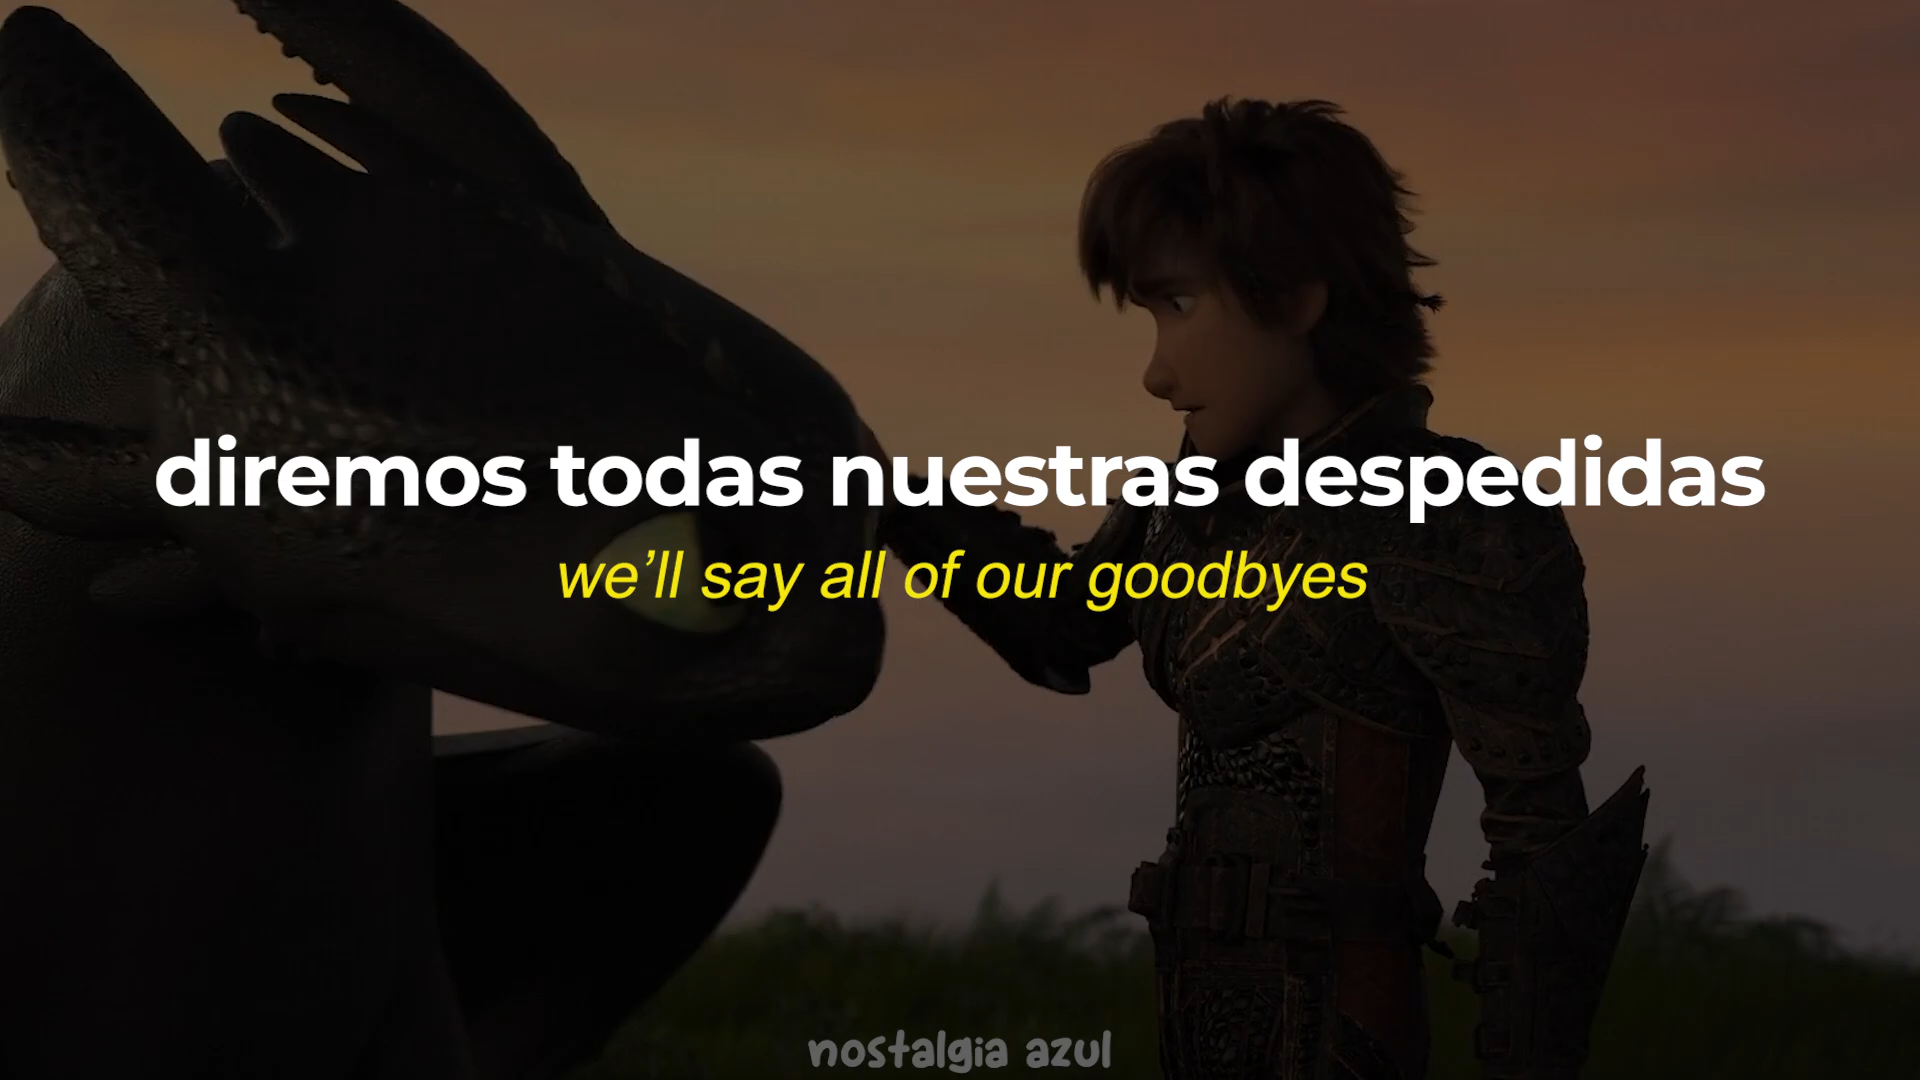 diremos todas nuestras despedidas
we’ll say all of our goodbyes
nostalgia azul